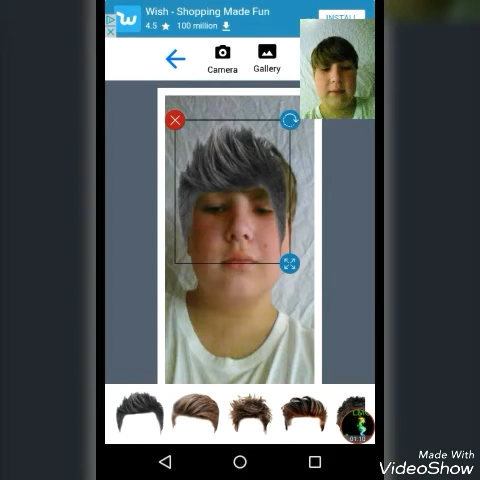 Wish - Shopping Made Fun
4.5 ★ 100 million
INSTALL
Camera
Gallery
01:10
Made With
VideoShow